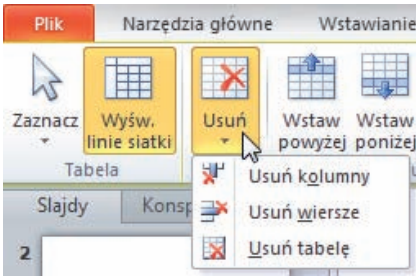 Plik Narzędzia główne Wstawianie
Zaznacz Wyśw. linie siatki Usuń Wstaw powyżej Wstaw poniżej
Tabela
Usuń kolumny
Usuń wiersze
Usuń tabelę
Slajdy Konsp
2